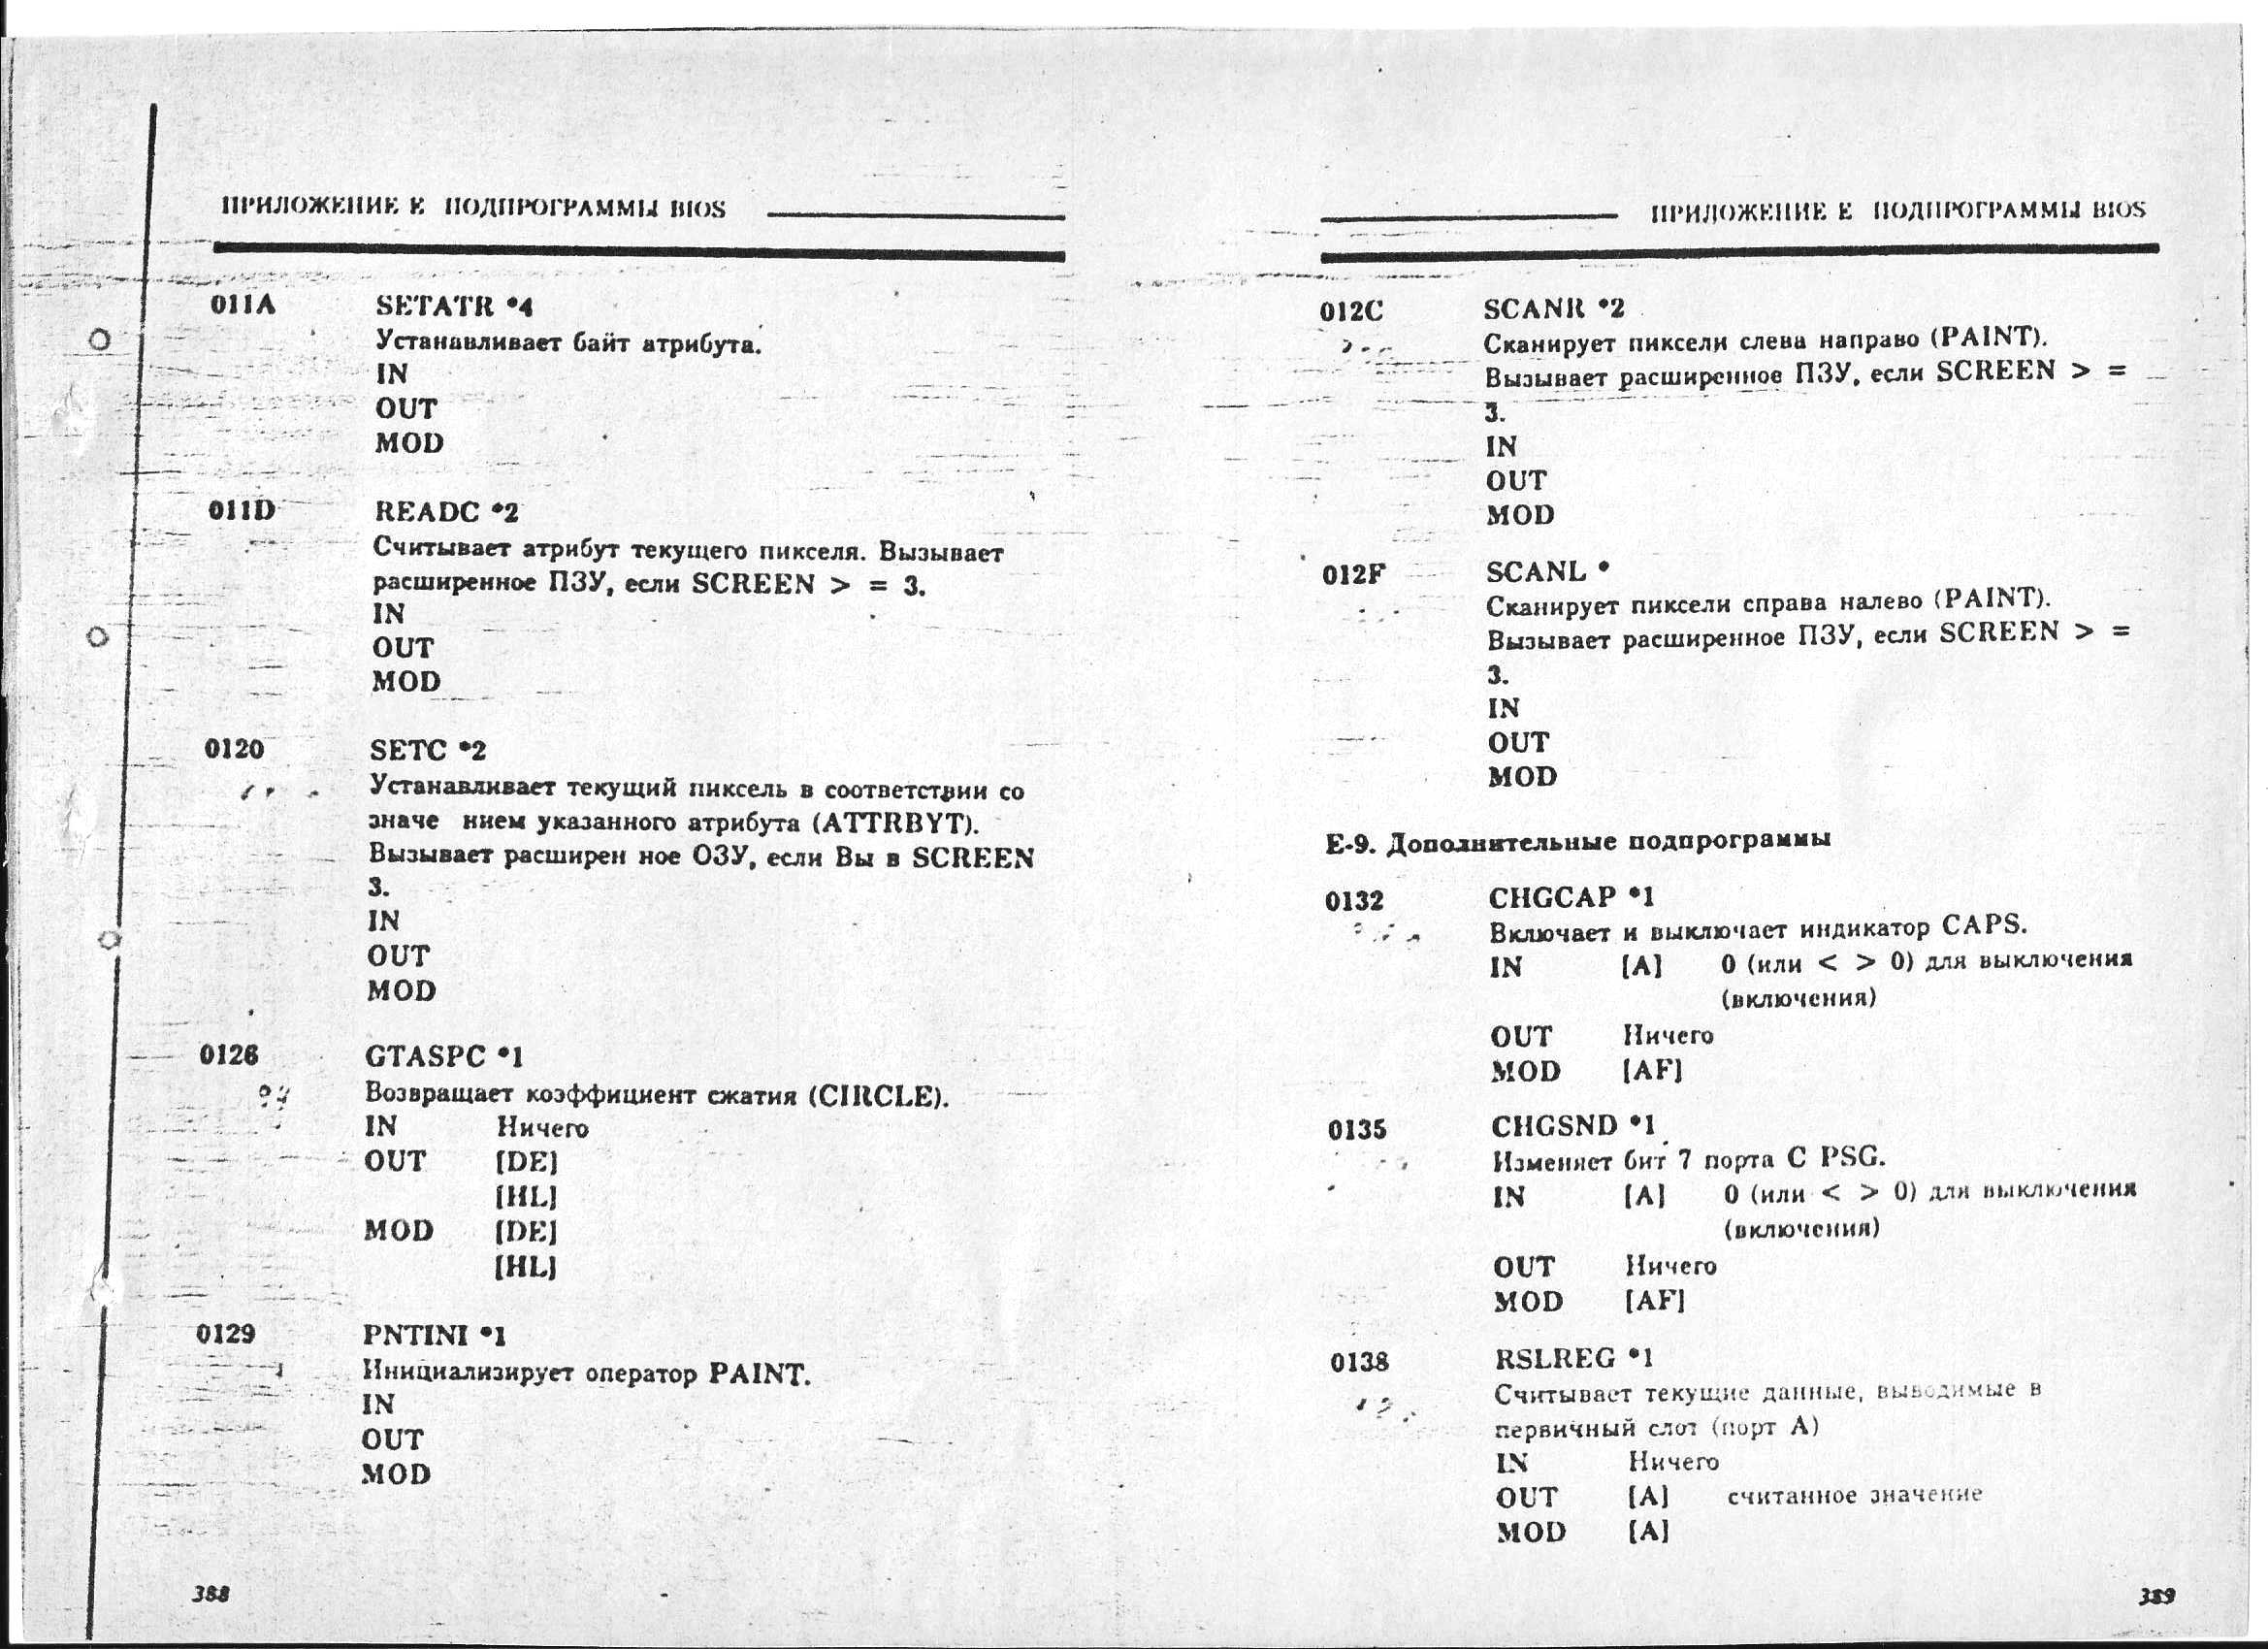 ПРИЛОЖЕНИЕ Е ПОДПРОГРАММЫ BIOS
011A SETATR *4
Устанавливает байт атрибута.
IN
OUT
MOD
011D READC *2
Считывает атрибут текущего пикселя. Вызывает
расширенное ПЗУ, если SCREEN > = 3.
IN
OUT
MOD
0120 SETC *2
Устанавливает текущий пиксель в соответствии со
значе нием указанного атрибута (ATTRBYT).
Вызывает расширен ное ОЗУ, если Вы в SCREEN
3.
IN
OUT
MOD
0126 GTASPC *1
Возвращает коэффициент сжатия (CIRCLE).
IN Ничего
OUT [DE]
[HL]
MOD [DE]
[HL]
0129 PNTINI *1
Инициализирует оператор PAINT.
IN
OUT
MOD
388
ПРИЛОЖЕНИЕ Е ПОДПРОГРАММЫ BIOS
012C SCANR *2
Сканирует пиксели слева направо (PAINT).
Вызывает расширенное ПЗУ, если SCREEN > =
3.
IN
OUT
MOD
012F SCANL *
Сканирует пиксели справа налево (PAINT).
Вызывает расширенное ПЗУ, если SCREEN > =
3.
IN
OUT
MOD
Е-9. Дополнительные подпрограммы
0132 CHGCAP *1
Включает и выключает индикатор CAPS.
IN [A] 0 (или < > 0) для выключения
(включения)
OUT Ничего
MOD [AF]
0135 CHGSND *1
Изменяет бит 7 порта C PSG.
IN [A] 0 (или < > 0) для выключения
(включения)
OUT Ничего
MOD [AF]
0138 RSLREG *1
Считывает текущие данные, выводимые в
первичный слот (порт A)
IN Ничего
OUT [A] считанное значение
MOD [A]
389